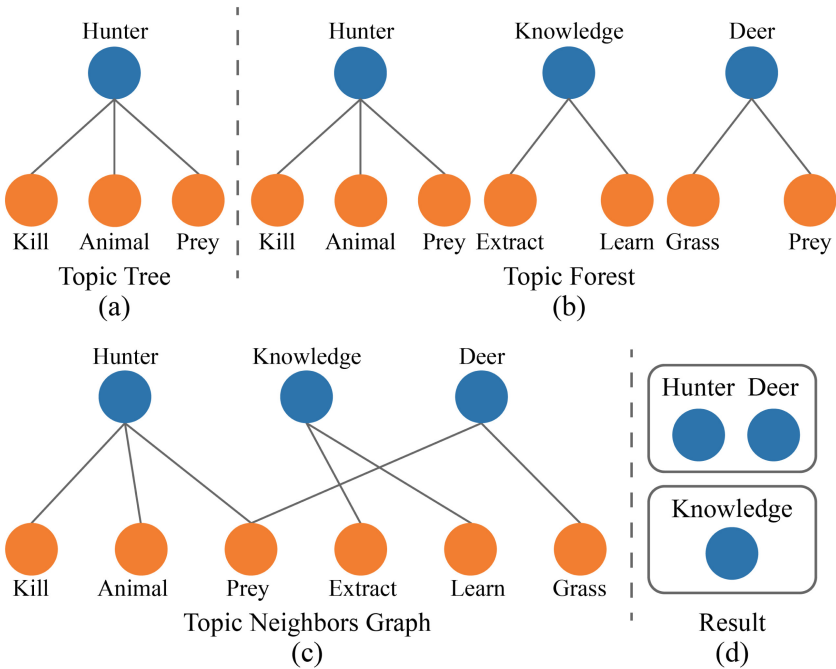 Hunter
Kill Animal Prey
Topic Tree
(a)
Hunter Knowledge Deer
Kill Animal Prey Extract Learn Grass Prey
Topic Forest
(b)
Hunter Knowledge Deer
Kill Animal Prey Extract Learn Grass
Topic Neighbors Graph
(c)
Hunter Deer
Knowledge
Result
(d)